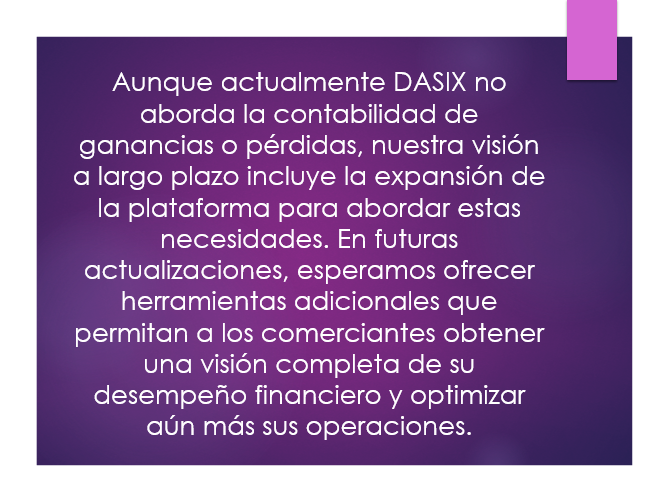 Aunque actualmente DASIX no
aborda la contabilidad de
ganancias o pérdidas, nuestra visión
a largo plazo incluye la expansión de
la plataforma para abordar estas
necesidades. En futuras
actualizaciones, esperamos ofrecer
herramientas adicionales que
permitan a los comerciantes obtener
una visión completa de su
desempeño financiero y optimizar
aún más sus operaciones.